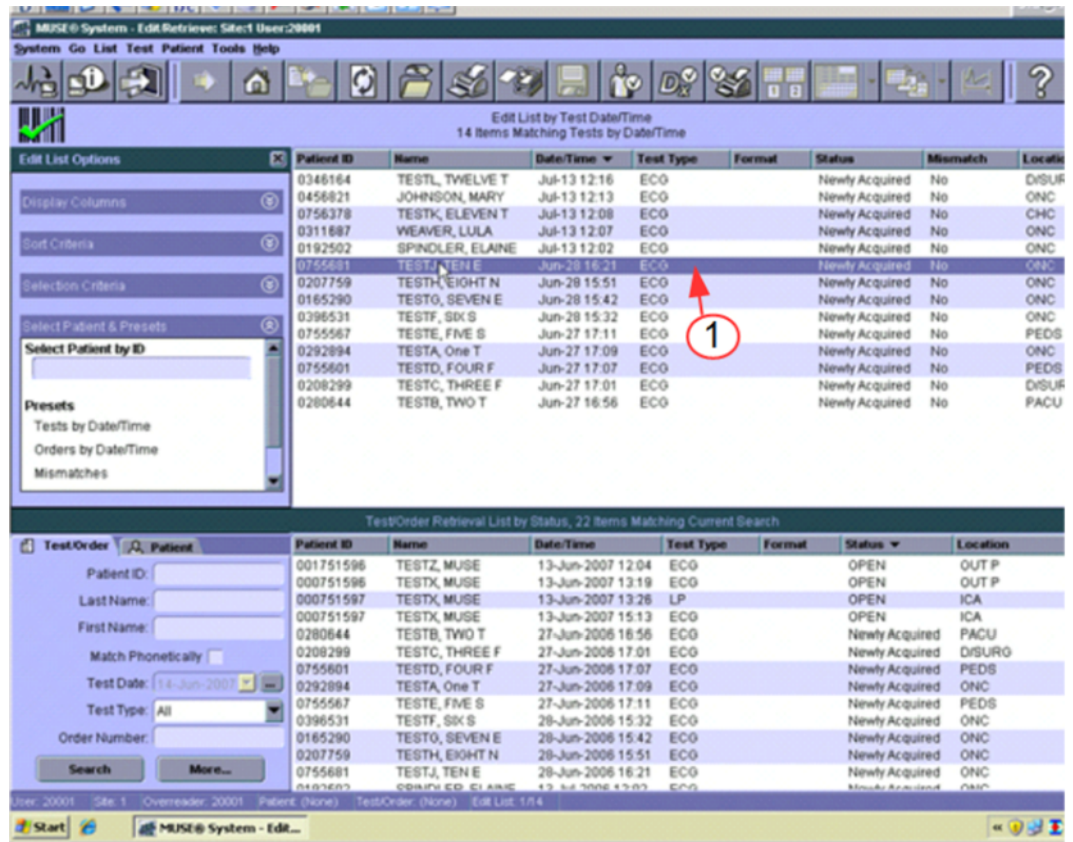 MUSE® System - Edit/Retrieve: Site:1 User:20001
System Go List Test Patient Tools Help
Edit List by Test Date/Time
14 Items Matching Tests by Date/Time
Edit List Options
Display Columns
Sort Criteria
Selection Criteria
Select Patient & Presets
Select Patient by ID
Presets
Tests by Date/Time
Orders by Date/Time
Mismatches
Patient ID Name Date/Time Test Type Format Status Mismatch Locatio
0346164 TESTL, TWELVE T Jul-13 12:16 ECG Newly Acquired No D/SUR
0456821 JOHNSON, MARY Jul-13 12:13 ECG Newly Acquired No ONC
0756378 TESTK, ELEVEN T Jul-13 12:08 ECG Newly Acquired No CHC
0311687 WEAVER, LULA Jul-13 12:07 ECG Newly Acquired No ONC
0192502 SPINDLER, ELAINE Jul-13 12:02 ECG Newly Acquired No ONC
0755681 TESTJ, TEN E Jun-28 16:21 ECG Newly Acquired No ONC
0207759 TESTH, EIGHT N Jun-28 15:51 ECG Newly Acquired No ONC
0165290 TESTG, SEVEN E Jun-28 15:42 ECG Newly Acquired No ONC
0396531 TESTF, SIX S Jun-28 15:32 ECG Newly Acquired No ONC
0755567 TESTE, FIVE S Jun-27 17:11 ECG Newly Acquired No PEDS
0292894 TESTA, One T Jun-27 17:09 ECG Newly Acquired No ONC
0755601 TESTD, FOUR F Jun-27 17:07 ECG Newly Acquired No PEDS
0208299 TESTC, THREE F Jun-27 17:01 ECG Newly Acquired No D/SUR
0280644 TESTB, TWO T Jun-27 16:56 ECG Newly Acquired No PACU
1
Test/Order Retrieval List by Status, 22 Items Matching Current Search
Test/Order Patient
Patient ID:
Last Name:
First Name:
Match Phonetically
Test Date: 14-Jun-2007 ...
Test Type: All
Order Number:
Search More...
Patient ID Name Date/Time Test Type Format Status Location
001751596 TESTZ, MUSE 13-Jun-2007 12:04 ECG OPEN OUT P
000751596 TESTX, MUSE 13-Jun-2007 13:19 ECG OPEN OUT P
000751597 TESTX, MUSE 13-Jun-2007 13:26 LP OPEN ICA
000751597 TESTX, MUSE 13-Jun-2007 15:13 ECG OPEN ICA
0280644 TESTB, TWO T 27-Jun-2006 16:56 ECG Newly Acquired PACU
0208299 TESTC, THREE F 27-Jun-2006 17:01 ECG Newly Acquired D/SURG
0755601 TESTD, FOUR F 27-Jun-2006 17:07 ECG Newly Acquired PEDS
0292894 TESTA, One T 27-Jun-2006 17:09 ECG Newly Acquired ONC
0755567 TESTE, FIVE S 27-Jun-2006 17:11 ECG Newly Acquired PEDS
0396531 TESTF, SIX S 28-Jun-2006 15:32 ECG Newly Acquired ONC
0165290 TESTG, SEVEN E 28-Jun-2006 15:42 ECG Newly Acquired ONC
0207759 TESTH, EIGHT N 28-Jun-2006 15:51 ECG Newly Acquired ONC
0755681 TESTJ, TEN E 28-Jun-2006 16:21 ECG Newly Acquired ONC
0192502 SPINDLER, ELAINE 13-Jul-2006 12:02 ECG Newly Acquired ONC
User: 20001 Site: 1 Overreader: 20001 Patient: (None) Test/Order: (None) Edit List: 1/14
Start MUSE® System - Edit...